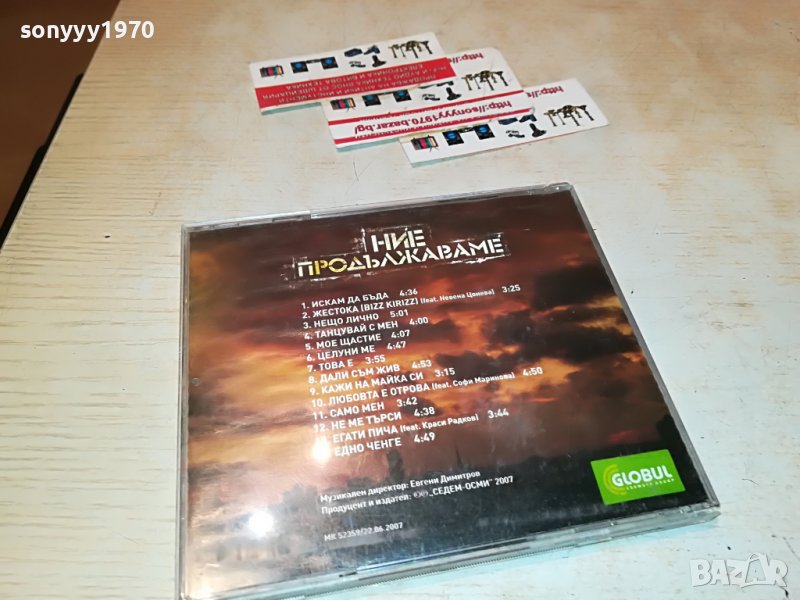 sonyyy1970
НИЕ
ПРОДЪЛЖАВАМЕ
1. ИСКАМ ДА БЪДА 4:36
2. ЖЕСТОКА (BIZZ KIRIZZ) (feat. Невена Цонева) 3:25
3. НЕЩО ЛИЧНО 5:01
4. ТАНЦУВАЙ С МЕН 4:00
5. МОЕ ЩАСТИЕ 4:07
6. ЦЕЛУНИ МЕ 4:47
7. ТОВА Е 3:55
8. ДАЛИ СЪМ ЖИВ 4:53
9. КАЖИ НА МАЙКА СИ 3:15
10. ЛЮБОВТА Е ОТРОВА (feat. Софи Маринова) 4:50
11. САМО МЕН 3:42
12. НЕ МЕ ТЪРСИ 4:38
ЕГАТИ ПИЧА (feat. Краси Радков) 3:44
ЕДНО ЧЕНГЕ 4:49
Музикален директор: Евгени Димитров
Продуцент и издател: ©℗ „СЕДЕМ-ОСМИ" 2007
GLOBUL
BAZAR